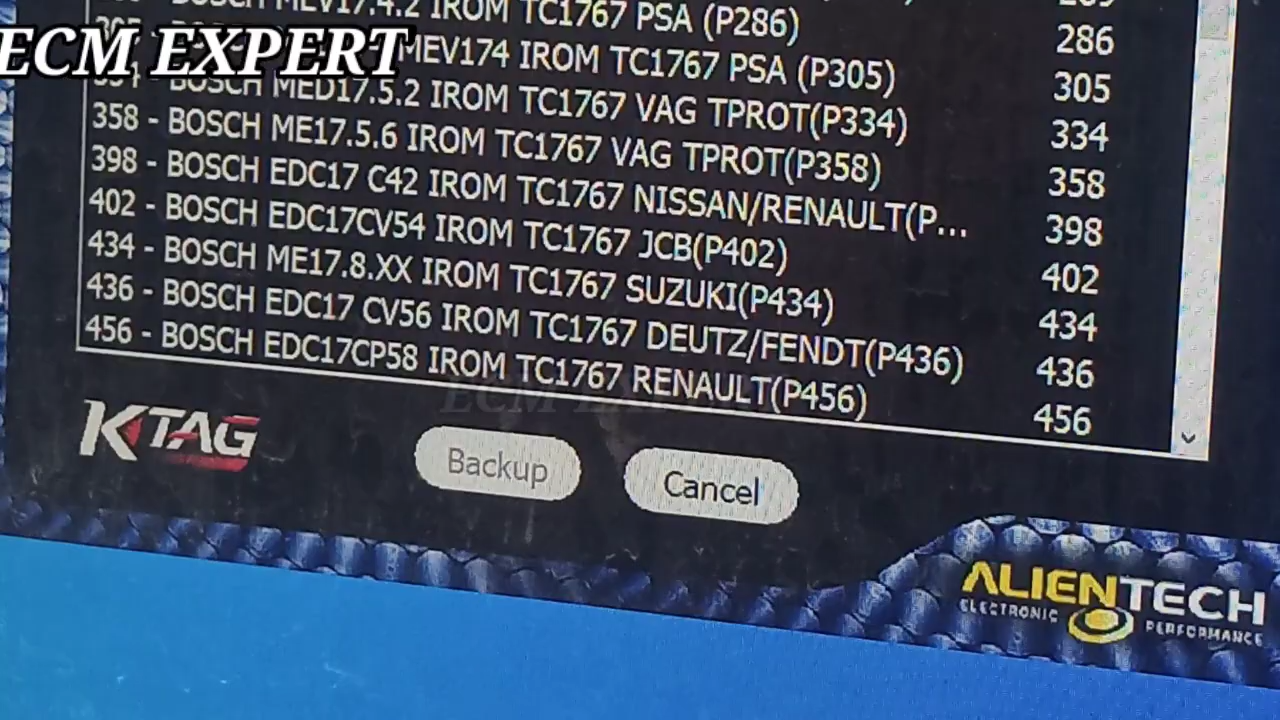 BOSCH MEV17.4.2 IROM TC1767 PSA (P286) 286
305 MEV174 IROM TC1767 PSA (P305) 305
ECM EXPERT
334 - BOSCH MED17.5.2 IROM TC1767 VAG TPROT(P334) 334
358 - BOSCH ME17.5.6 IROM TC1767 VAG TPROT(P358) 358
398 - BOSCH EDC17 C42 IROM TC1767 NISSAN/RENAULT(P... 398
402 - BOSCH EDC17CV54 IROM TC1767 JCB(P402) 402
434 - BOSCH ME17.8.XX IROM TC1767 SUZUKI(P434) 434
436 - BOSCH EDC17 CV56 IROM TC1767 DEUTZ/FENDT(P436) 436
456 - BOSCH EDC17CP58 IROM TC1767 RENAULT(P456) 456
KTAG
Backup
Cancel
ALIENTECH
ELECTRONIC PERFORMANCE